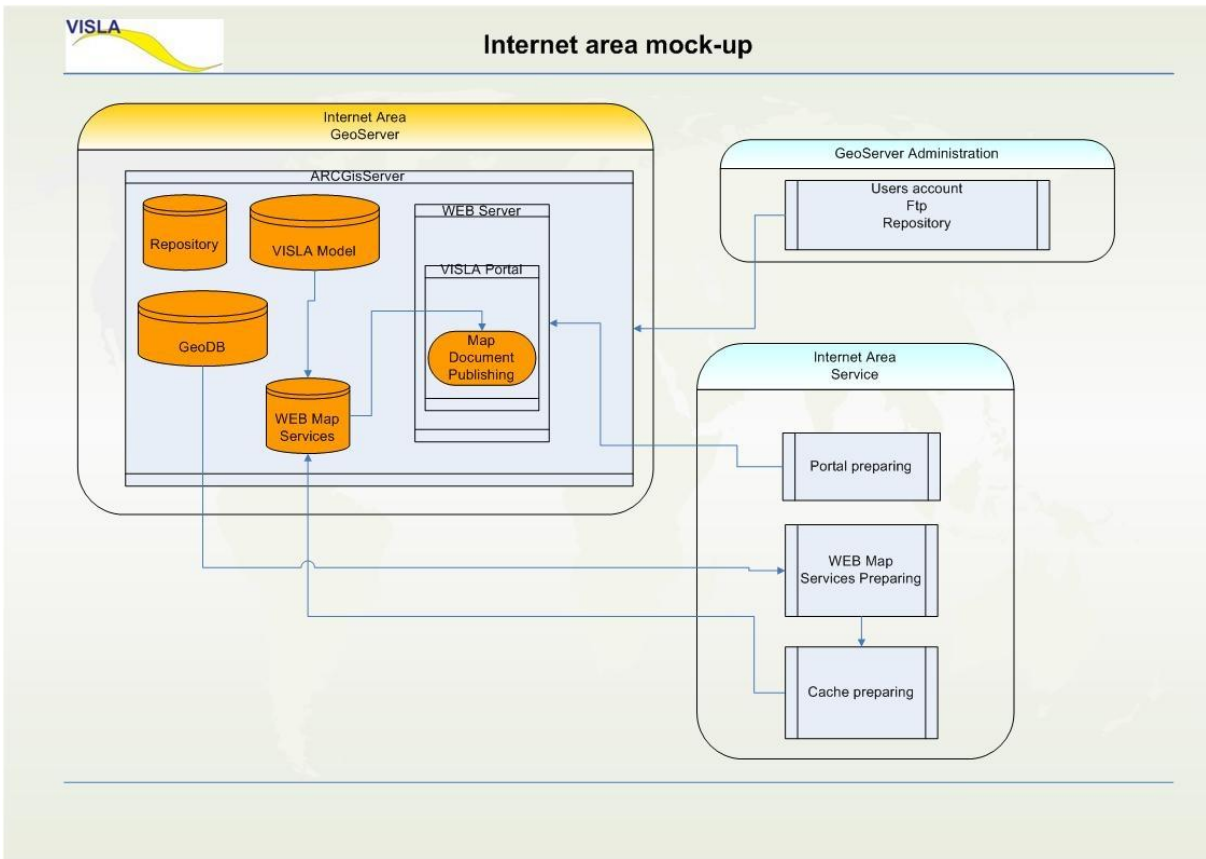 VISLA
Internet area mock-up
Internet Area
GeoServer
ARCGisServer
Repository
VISLA Model
WEB Server
VISLA Portal
GeoDB
Map
Document
Publishing
WEB Map
Services
GeoServer Administration
Users account
Ftp
Repository
Internet Area
Service
Portal preparing
WEB Map
Services Preparing
Cache preparing